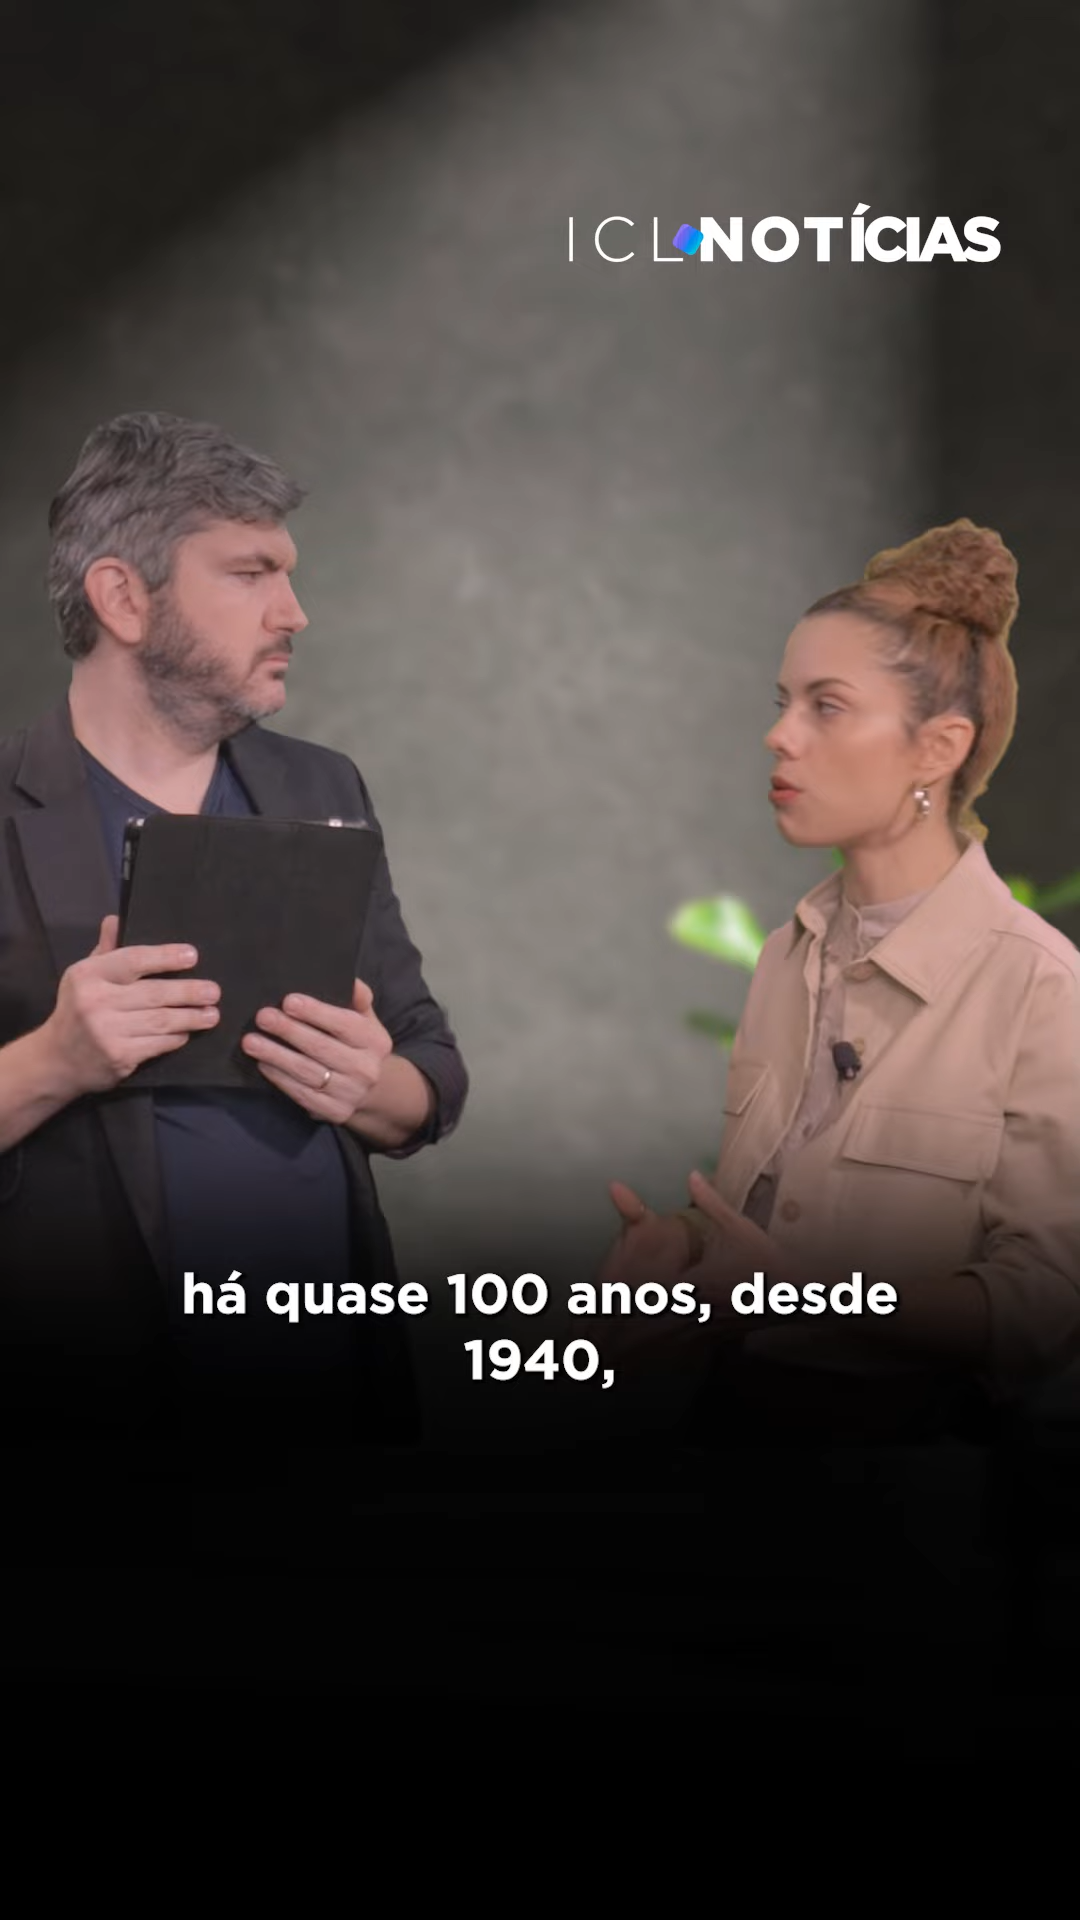 ICL NOTÍCIAS
há quase 100 anos, desde
1940,